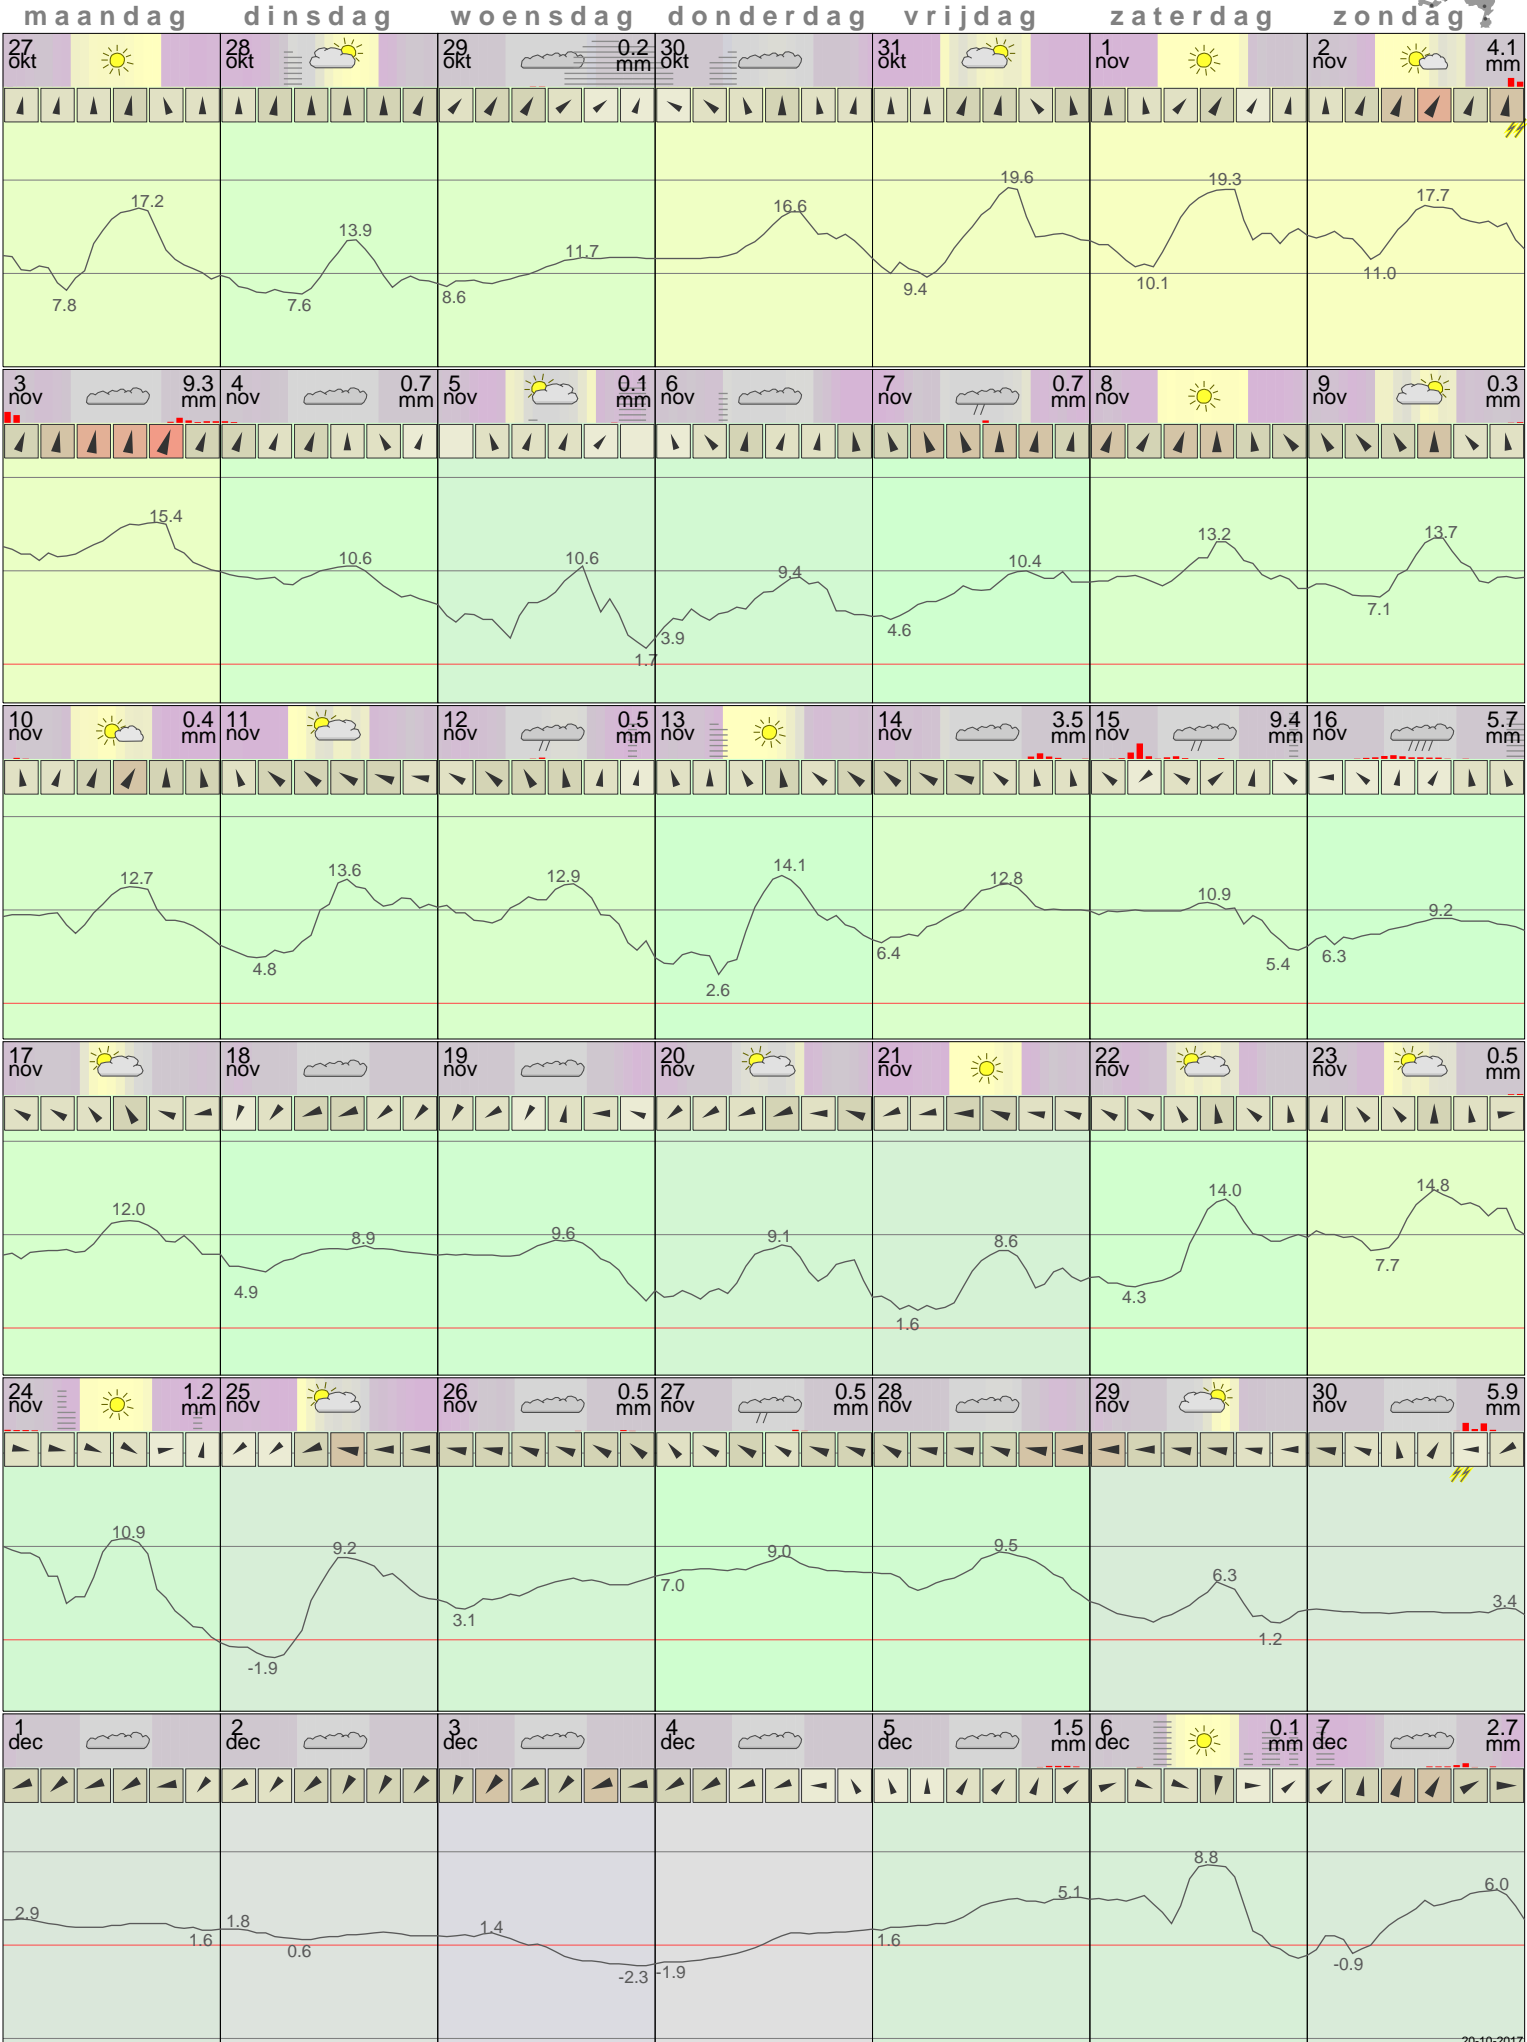 maandag dinsdag woensdag donderdag vrijdag zaterdag zondag
27 28 29 0.2 30 31 1 2 4.1
okt okt okt mm okt okt nov nov mm
17.2 13.9 11.7 16.6 19.6 19.3 17.7
7.8 7.6 8.6 9.4 10.1 11.0
3 9.3 4 0.7 5 0.1 6 7 0.7 8 9 0.3
nov mm nov mm nov mm nov nov mm nov nov mm
15.4 10.6 10.6 9.4 10.4 13.2 13.7
1.7 3.9 4.6 7.1
10 0.4 11 12 0.5 13 14 3.5 15 9.4 16 5.7
nov mm nov nov mm nov nov mm nov mm nov mm
12.7 13.6 12.9 14.1 12.8 10.9 9.2
4.8 2.6 6.4 5.4 6.3
17 18 19 20 21 22 23 0.5
nov nov nov nov nov nov nov mm
12.0 8.9 9.6 9.1 8.6 14.0 14.8
4.9 1.6 4.3 7.7
24 1.2 25 26 0.5 27 0.5 28 29 30 5.9
nov mm nov nov mm nov mm nov nov nov mm
10.9 9.2 9.0 9.5 6.3 3.4
-1.9 3.1 7.0 1.2
1 2 3 4 5 1.5 6 0.1 7 2.7
dec dec dec dec dec mm dec mm dec mm
2.9 1.8 1.4 5.1 8.8 6.0
1.6 0.6 -2.3 -1.9 1.6 -0.9
20-10-2017